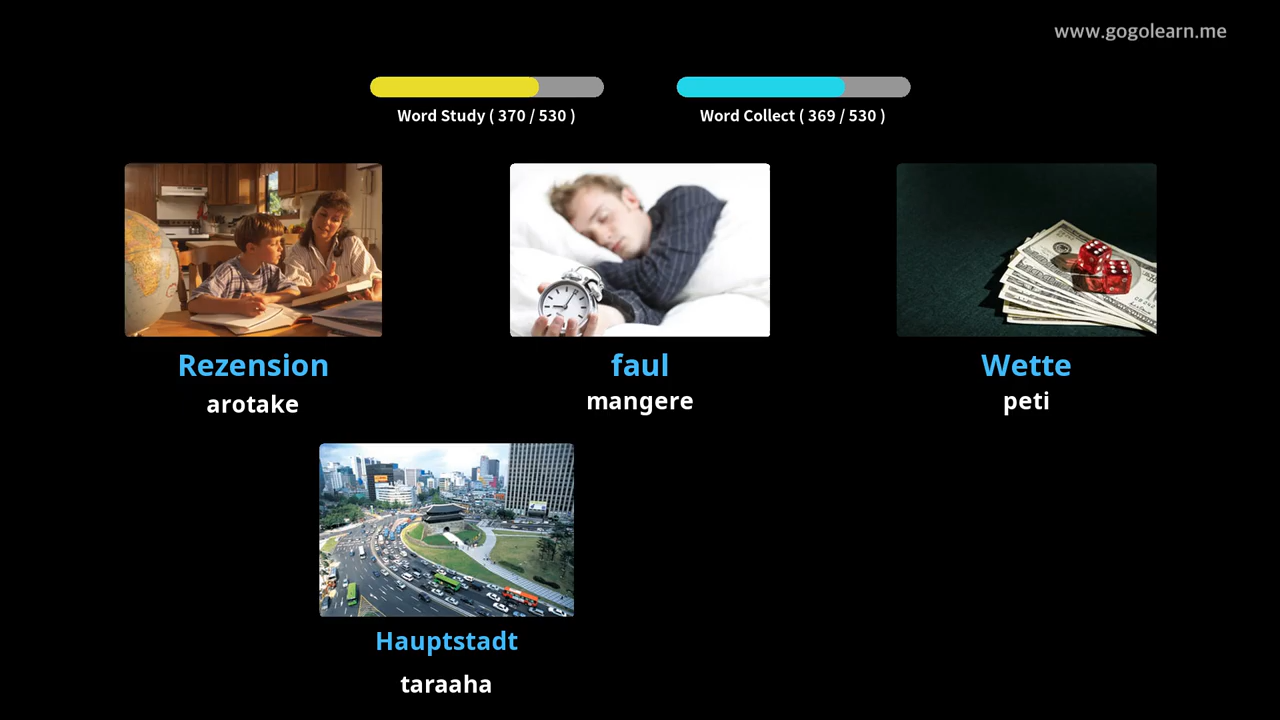 www.gogolearn.me
Word Study ( 370 / 530 )
Word Collect ( 369 / 530 )
Rezension
arotake
faul
mangere
Wette
peti
Hauptstadt
taraaha